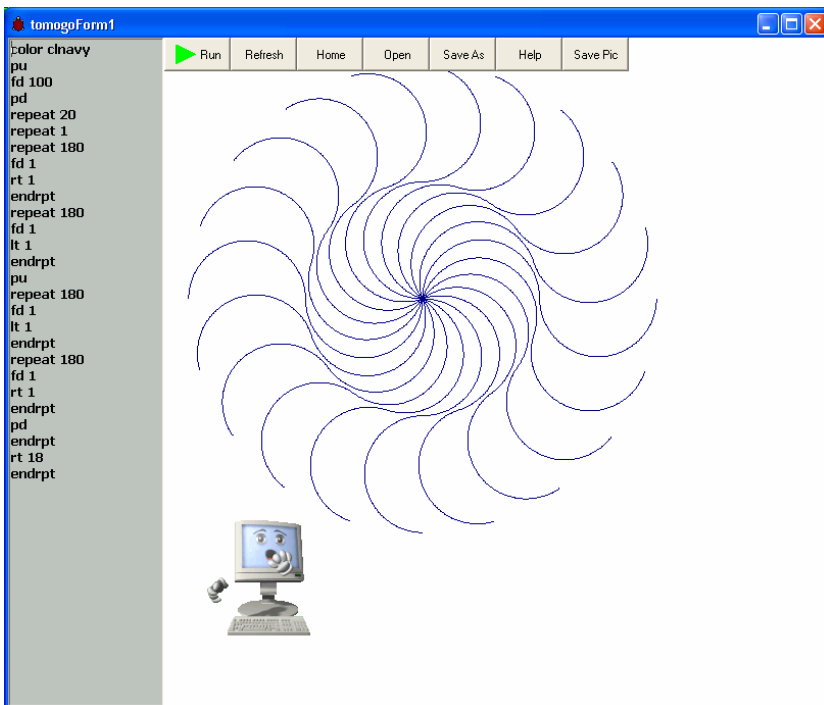 tomogoForm1
Run Refresh Home Open Save As Help Save Pic
color clnavy
pu
fd 100
pd
repeat 20
repeat 1
repeat 180
fd 1
rt 1
endrpt
repeat 180
fd 1
lt 1
endrpt
pu
repeat 180
fd 1
lt 1
endrpt
repeat 180
fd 1
rt 1
endrpt
pd
endrpt
rt 18
endrpt